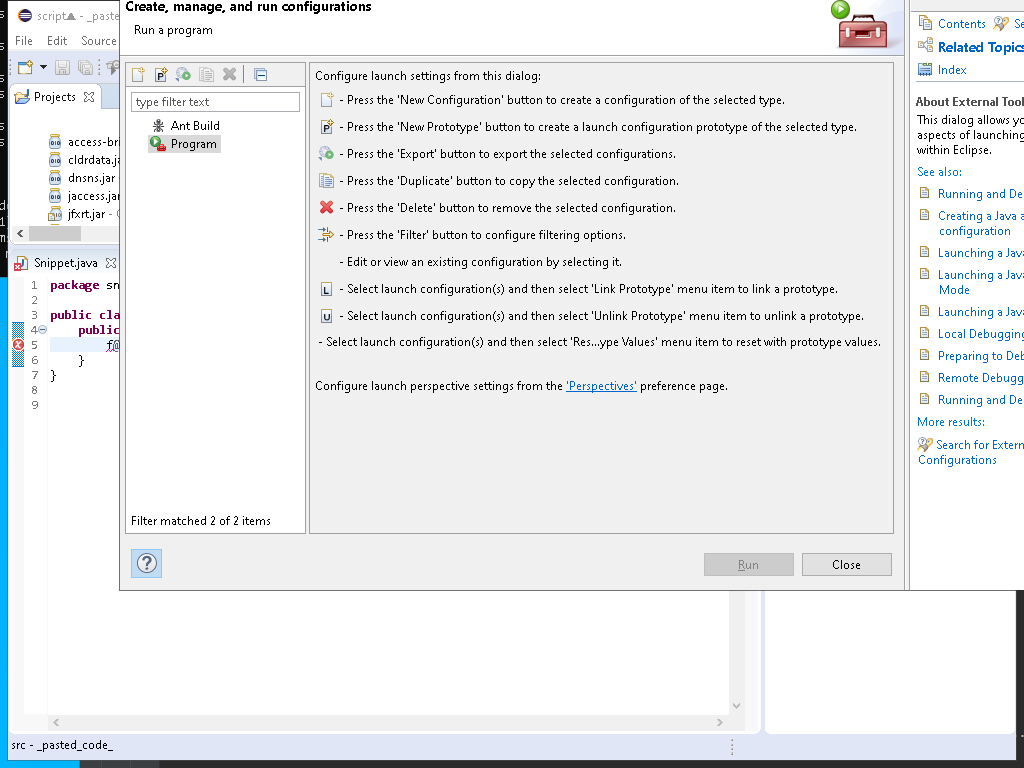 Create, manage, and run configurations
Run a program
script
- _paste
File Edit Source
Projects
type filter text
Ant Build
Program
Filter matched 2 of 2 items
access-bri
cldrdata.ja
dnsns.jar
jaccess.jar
jfxrt.jar -
Snippet.java
1 package sn
2
3 public cla
4 public
5 f@
6 }
7 }
8
9
Configure launch settings from this dialog:
- Press the 'New Configuration' button to create a configuration of the selected type.
- Press the 'New Prototype' button to create a launch configuration prototype of the selected type.
- Press the 'Export' button to export the selected configurations.
- Press the 'Duplicate' button to copy the selected configuration.
- Press the 'Delete' button to remove the selected configuration.
- Press the 'Filter' button to configure filtering options.
- Edit or view an existing configuration by selecting it.
L - Select launch configuration(s) and then select 'Link Prototype' menu item to link a prototype.
U - Select launch configuration(s) and then select 'Unlink Prototype' menu item to unlink a prototype.
- Select launch configuration(s) and then select 'Res...ype Values' menu item to reset with prototype values.
Configure launch perspective settings from the 'Perspectives' preference page.
?
Run
Close
Contents Se
Related Topics
Index
About External Tool
This dialog allows yo
aspects of launching
within Eclipse.
See also:
Running and De
Creating a Java a
configuration
Launching a Java
Launching a Java
Mode
Launching a Java
Local Debugging
Preparing to Deb
Remote Debugg
Running and De
More results:
Search for Extern
Configurations
src - _pasted_code_